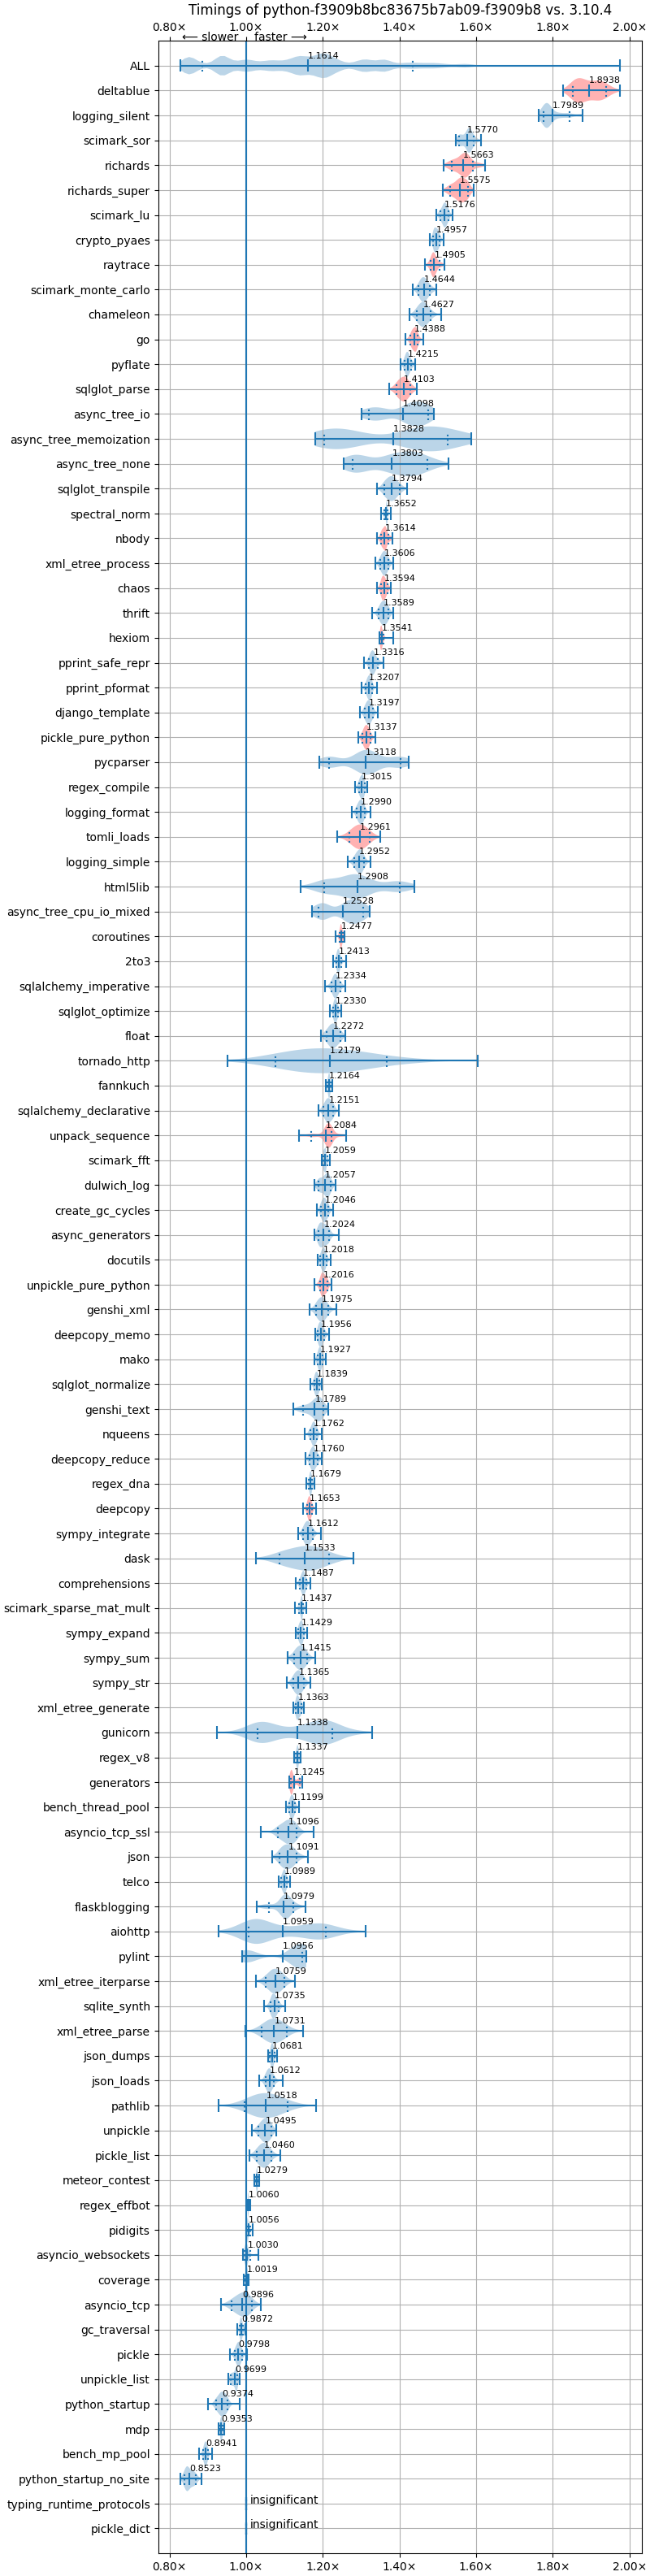 Timings of python-f3909b8bc83675b7ab09-f3909b8 vs. 3.10.4
0.80× 1.00× 1.20× 1.40× 1.60× 1.80× 2.00×
⟵ slower faster ⟶
ALL 1.1614
deltablue 1.8938
logging_silent 1.7989
scimark_sor 1.5770
richards 1.5663
richards_super 1.5575
scimark_lu 1.5176
crypto_pyaes 1.4957
raytrace 1.4905
scimark_monte_carlo 1.4644
chameleon 1.4627
go 1.4388
pyflate 1.4215
sqlglot_parse 1.4103
async_tree_io 1.4098
async_tree_memoization 1.3828
async_tree_none 1.3803
sqlglot_transpile 1.3794
spectral_norm 1.3652
nbody 1.3614
xml_etree_process 1.3606
chaos 1.3594
thrift 1.3589
hexiom 1.3541
pprint_safe_repr 1.3316
pprint_pformat 1.3207
django_template 1.3197
pickle_pure_python 1.3137
pycparser 1.3118
regex_compile 1.3015
logging_format 1.2990
tomli_loads 1.2961
logging_simple 1.2952
html5lib 1.2908
async_tree_cpu_io_mixed 1.2528
coroutines 1.2477
2to3 1.2413
sqlalchemy_imperative 1.2334
sqlglot_optimize 1.2330
float 1.2272
tornado_http 1.2179
fannkuch 1.2164
sqlalchemy_declarative 1.2151
unpack_sequence 1.2084
scimark_fft 1.2059
dulwich_log 1.2057
create_gc_cycles 1.2046
async_generators 1.2024
docutils 1.2018
unpickle_pure_python 1.2016
genshi_xml 1.1975
deepcopy_memo 1.1956
mako 1.1927
sqlglot_normalize 1.1839
genshi_text 1.1789
nqueens 1.1762
deepcopy_reduce 1.1760
regex_dna 1.1679
deepcopy 1.1653
sympy_integrate 1.1612
dask 1.1533
comprehensions 1.1487
scimark_sparse_mat_mult 1.1437
sympy_expand 1.1429
sympy_sum 1.1415
sympy_str 1.1365
xml_etree_generate 1.1363
gunicorn 1.1338
regex_v8 1.1337
generators 1.1245
bench_thread_pool 1.1199
asyncio_tcp_ssl 1.1096
json 1.1091
telco 1.0989
flaskblogging 1.0979
aiohttp 1.0959
pylint 1.0956
xml_etree_iterparse 1.0759
sqlite_synth 1.0735
xml_etree_parse 1.0731
json_dumps 1.0681
json_loads 1.0612
pathlib 1.0518
unpickle 1.0495
pickle_list 1.0460
meteor_contest 1.0279
regex_effbot 1.0060
pidigits 1.0056
asyncio_websockets 1.0030
coverage 1.0019
asyncio_tcp 0.9896
gc_traversal 0.9872
pickle 0.9798
unpickle_list 0.9699
python_startup 0.9374
mdp 0.9353
bench_mp_pool 0.8941
python_startup_no_site 0.8523
typing_runtime_protocols insignificant
pickle_dict insignificant
0.80× 1.00× 1.20× 1.40× 1.60× 1.80× 2.00×